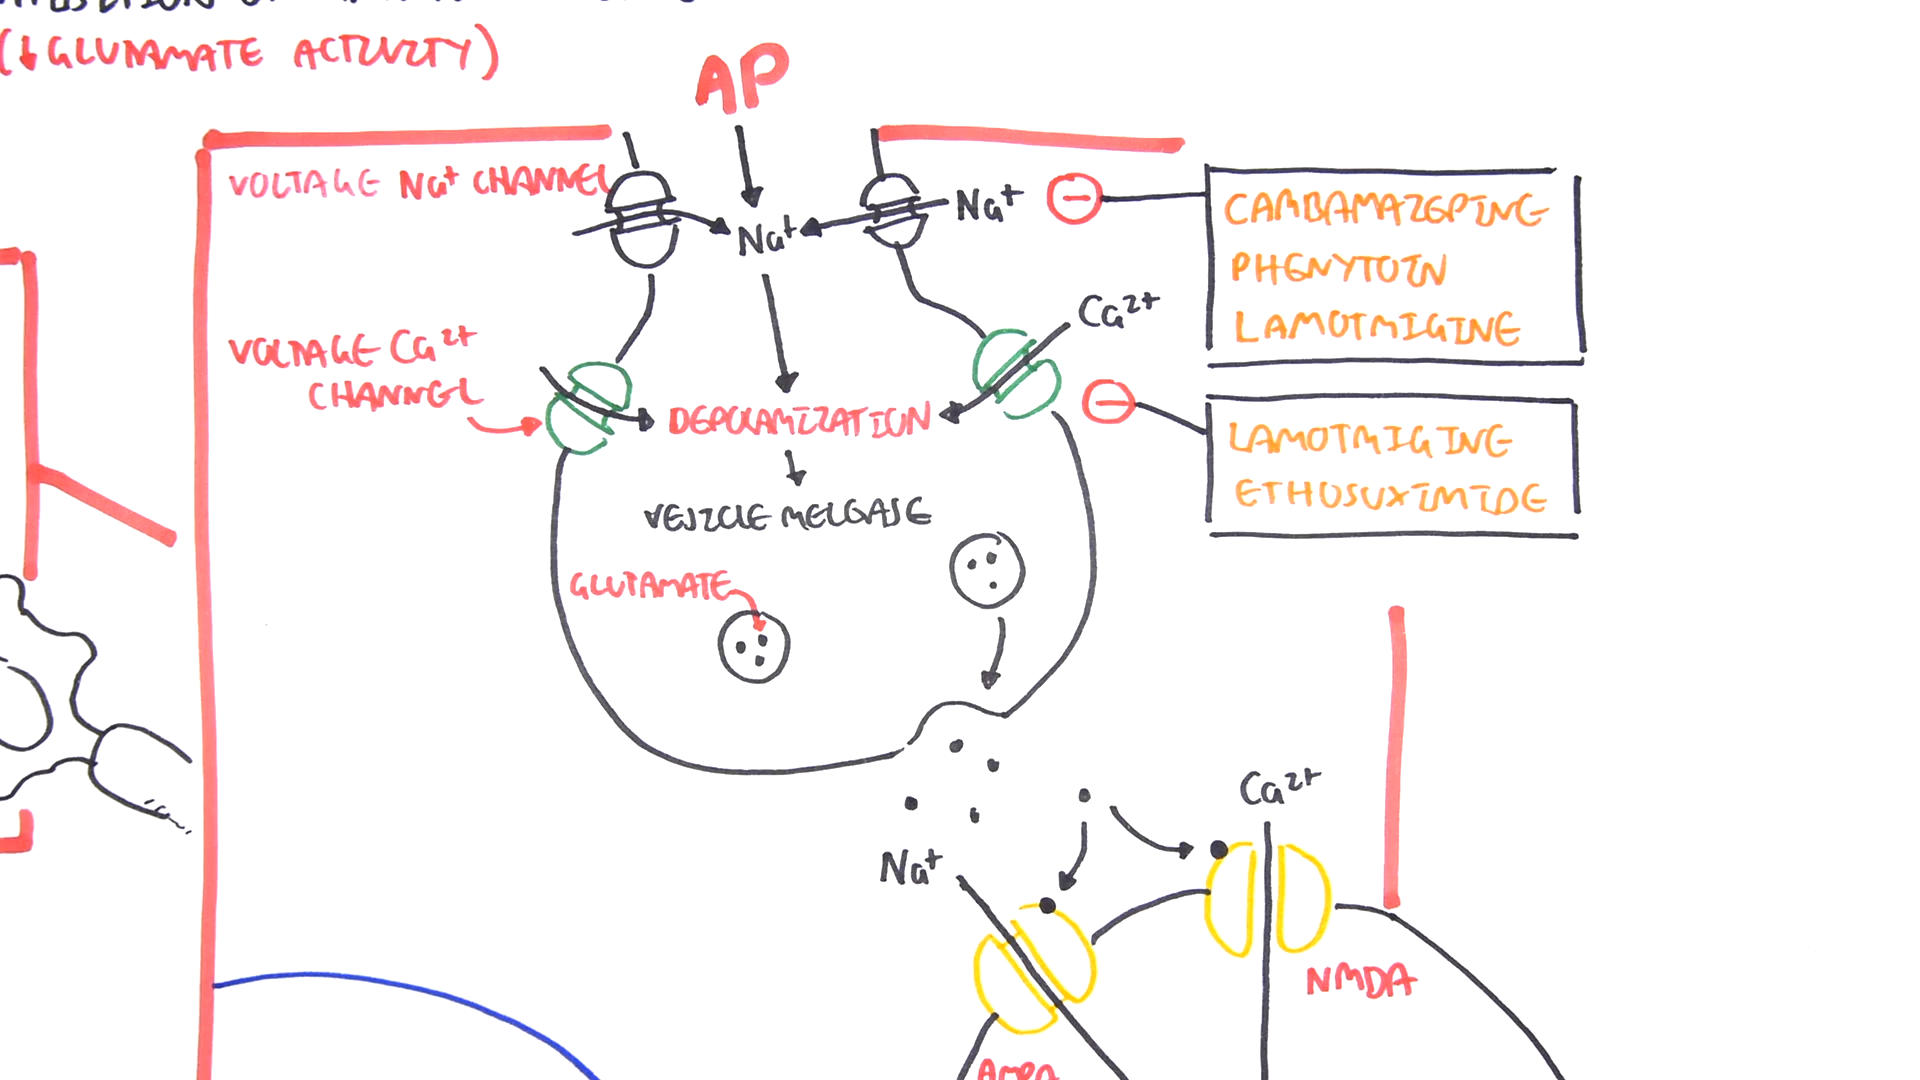 (↓GLUTAMATE ACTIVITY)
AP
VOLTAGE Na+ CHANNEL
Na+
Na+
CARBAMAZEPINE
PHENYTOIN
LAMOTRIGINE
Ca2+
VOLTAGE Ca2+
CHANNEL
DEPOLARIZATION
LAMOTRIGINE
ETHOSUXIMIDE
VESICLE RELEASE
GLUTAMATE
Ca2+
Na+
NMDA
AMPA